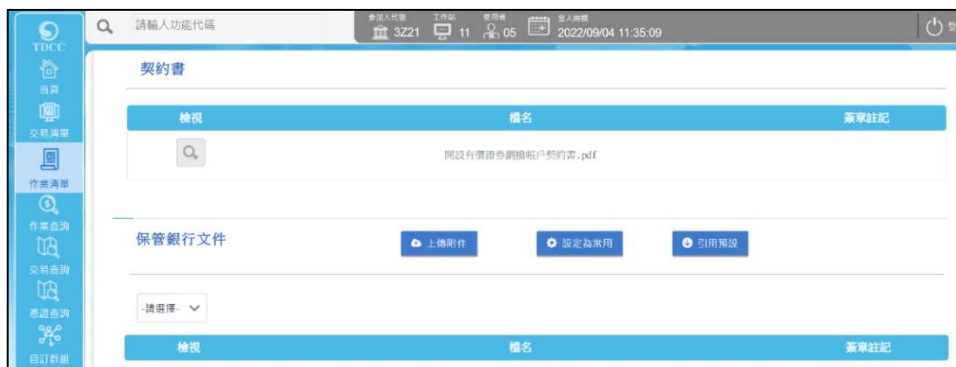 TDCC
請輸入功能代碼
參加人代號 3Z21
工作站 11
使用者 05
登入時間 2022/09/04 11:35:09
登
首頁
交易清單
作業清單
作業查詢
交易查詢
憑證查詢
自訂群組
契約書
檢視 檔名 簽章註記
開設有價證券劃撥帳戶契約書.pdf
保管銀行文件 上傳附件 設定為常用 引用預設
-請選擇-
檢視 檔名 簽章註記